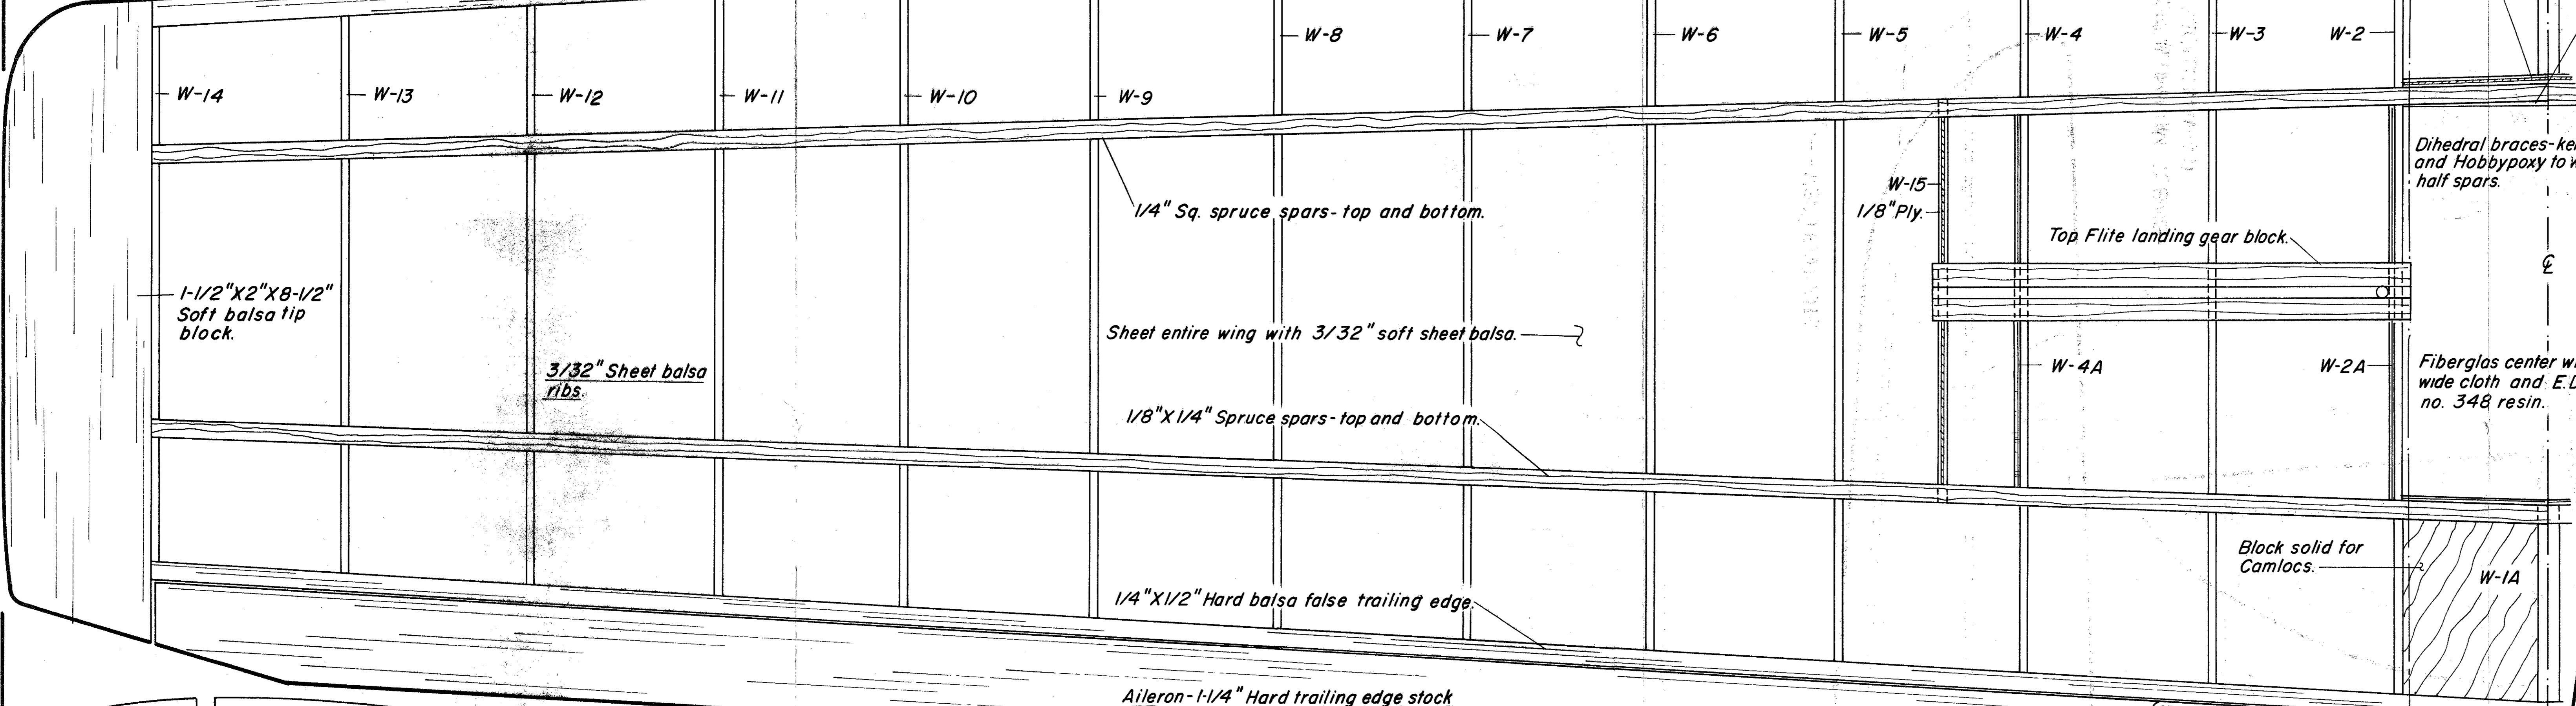 W-8
W-7
W-6
W-5
W-4
W-3
W-2
W-14
W-13
W-12
W-11
W-10
W-9
Dihedral braces-
and Hobbypoxy to
half spars.
W-15
1/8" Ply.
1/4" Sq. spruce spars- top and bottom.
Top Flite landing gear block.
℄
1-1/2"X2"X8-1/2"
Soft balsa tip
block.
Sheet entire wing with 3/32" soft sheet balsa.
3/32" Sheet balsa
ribs.
W-4A
W-2A
Fiberglas center
wide cloth and
no. 348 resin.
1/8"X1/4" Spruce spars-top and bottom.
Block solid for
Camlocs.
W-1A
1/4"X1/2" Hard balsa false trailing edge.
Aileron-1-1/4" Hard trailing edge stock